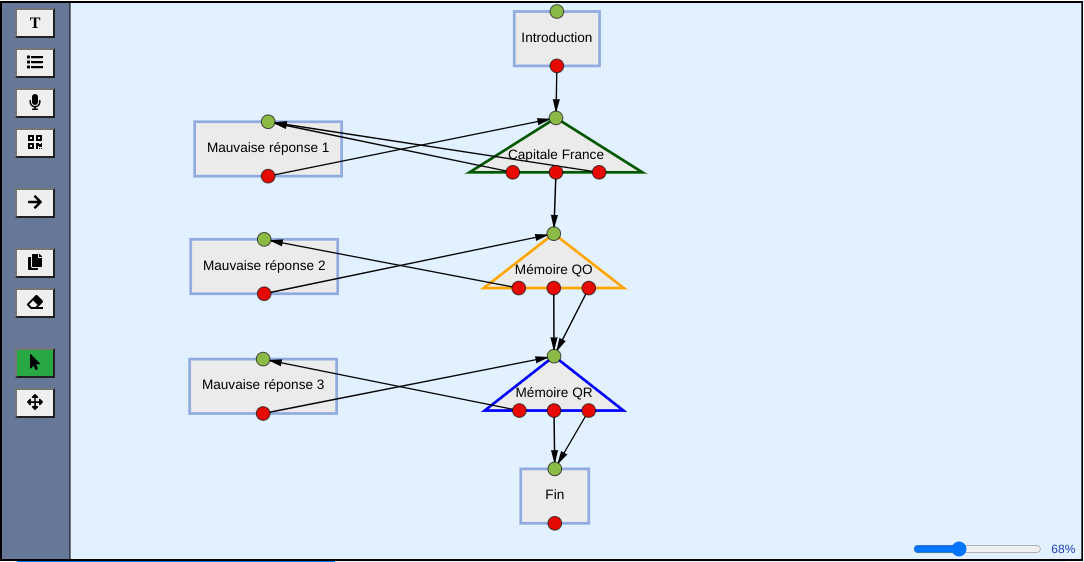 T
Introduction
Mauvaise réponse 1
Capitale France
Mauvaise réponse 2
Mémoire QO
Mauvaise réponse 3
Mémoire QR
Fin
68%